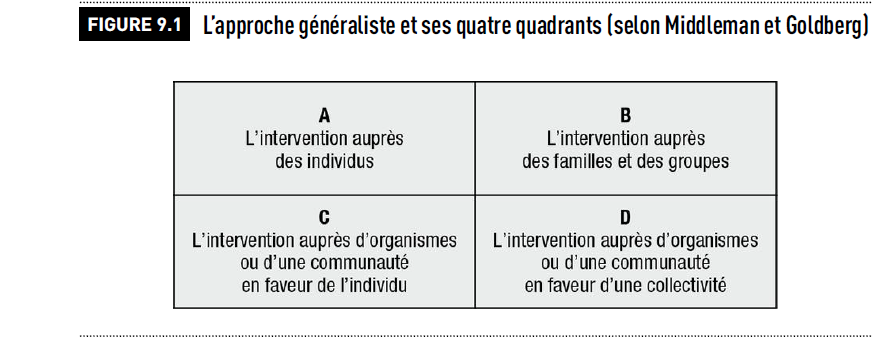 FIGURE 9.1 L'approche généraliste et ses quatre quadrants (selon Middleman et Goldberg)
A
L'intervention auprès
des individus
B
L'intervention auprès
des familles et des groupes
C
L'intervention auprès d'organismes
ou d'une communauté
en faveur de l'individu
D
L'intervention auprès d'organismes
ou d'une communauté
en faveur d'une collectivité